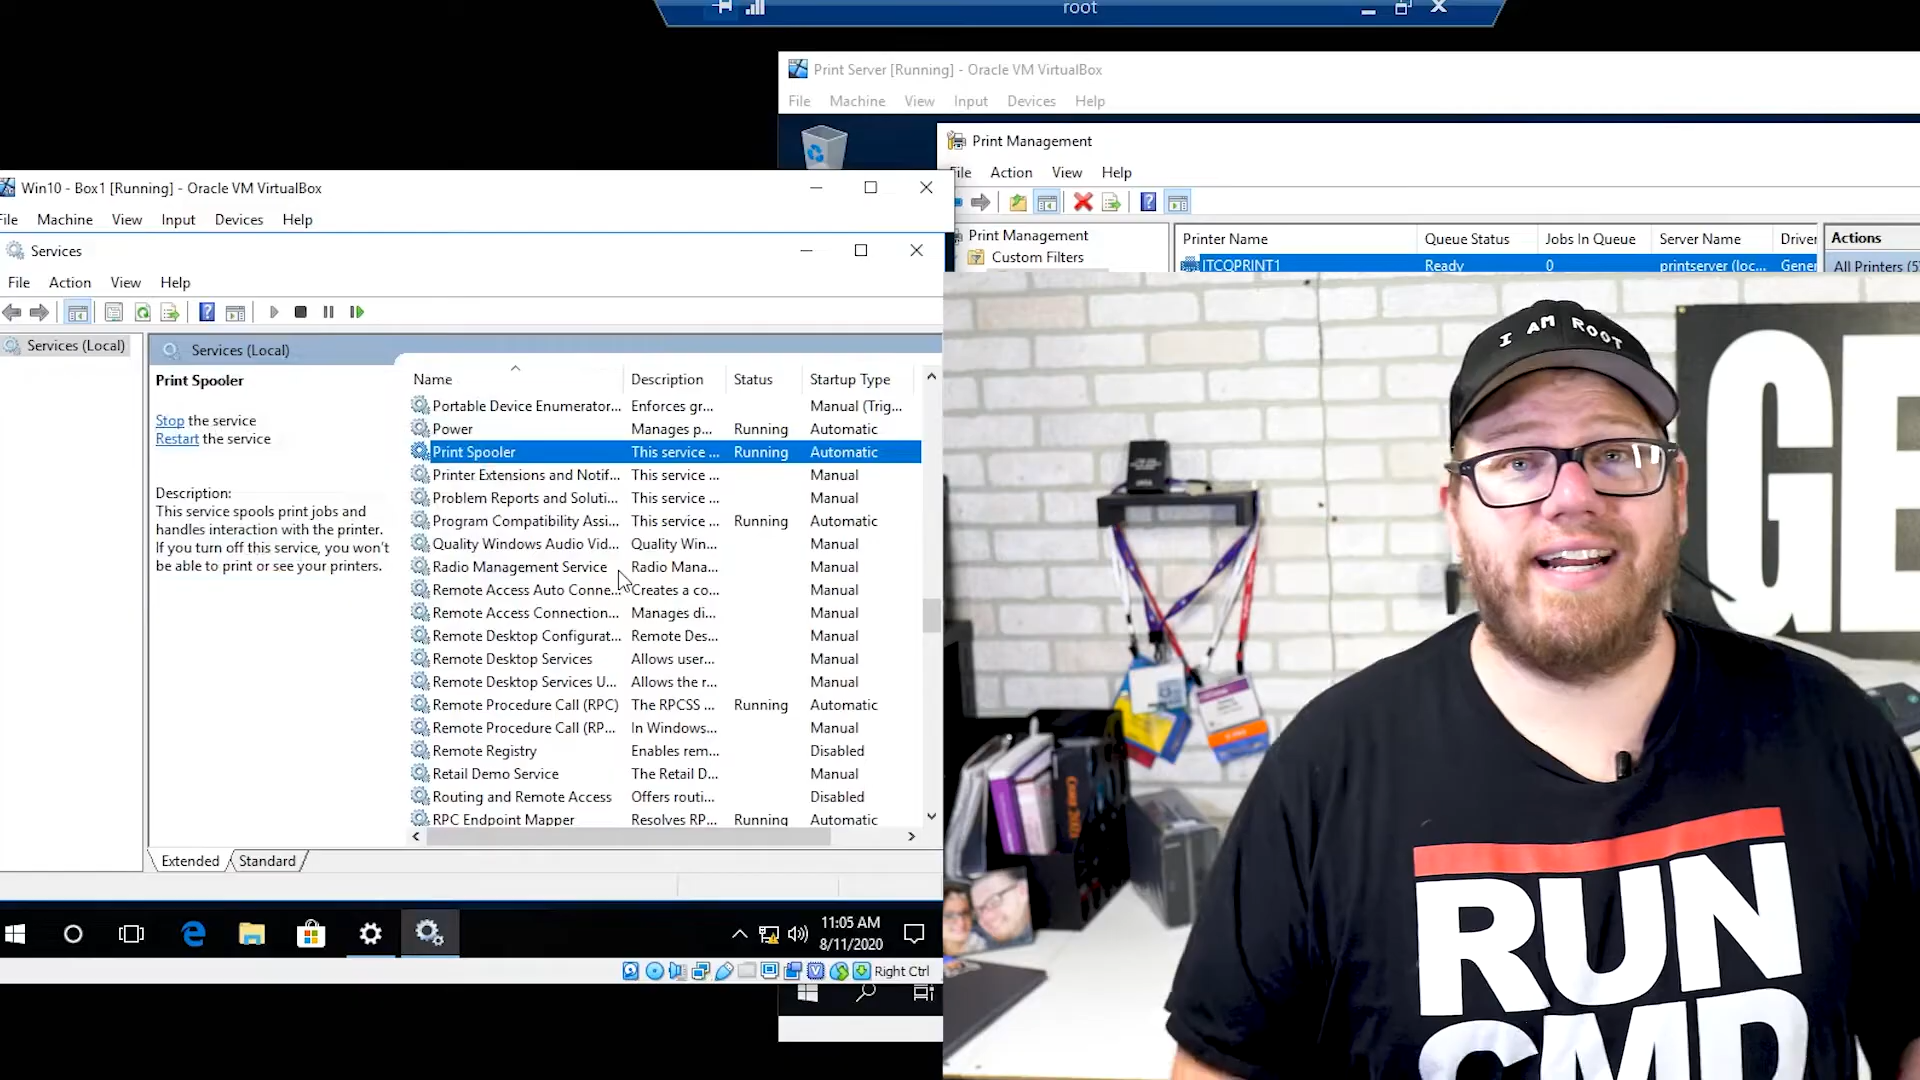 root
Print Server [Running] - Oracle VM VirtualBox
File Machine View Input Devices Help
Print Management
File Action View Help
Print Management
Custom Filters
Printer Name Queue Status Jobs In Queue Server Name Driver
ITCQPRINT1 Ready 0 printserver (loc... Gener
Actions
All Printers (5)
Win10 - Box1 [Running] - Oracle VM VirtualBox
File Machine View Input Devices Help
Services
File Action View Help
Services (Local)
Services (Local)
Print Spooler
Stop the service
Restart the service
Description:
This service spools print jobs and
handles interaction with the printer.
If you turn off this service, you won't
be able to print or see your printers.
Name Description Status Startup Type
Portable Device Enumerator... Enforces gr... Manual (Trig...
Power Manages p... Running Automatic
Print Spooler This service ... Running Automatic
Printer Extensions and Notif... This service ... Manual
Problem Reports and Soluti... This service ... Manual
Program Compatibility Assi... This service ... Running Automatic
Quality Windows Audio Vid... Quality Win... Manual
Radio Management Service Radio Mana... Manual
Remote Access Auto Conne... Creates a co... Manual
Remote Access Connection... Manages di... Manual
Remote Desktop Configurat... Remote Des... Manual
Remote Desktop Services Allows user... Manual
Remote Desktop Services U... Allows the r... Manual
Remote Procedure Call (RPC) The RPCSS ... Running Automatic
Remote Procedure Call (RP... In Windows... Manual
Remote Registry Enables rem... Disabled
Retail Demo Service The Retail D... Manual
Routing and Remote Access Offers routi... Disabled
RPC Endpoint Mapper Resolves RP... Running Automatic
Extended Standard
11:05 AM
8/11/2020
Right Ctrl
I AM ROOT
GE
RUN
CMD